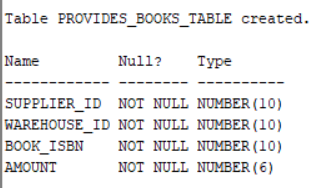 Table PROVIDES_BOOKS_TABLE created.
Name Null? Type
------------ -------- ----------
SUPPLIER_ID NOT NULL NUMBER(10)
WAREHOUSE_ID NOT NULL NUMBER(10)
BOOK_ISBN NOT NULL NUMBER(10)
AMOUNT NOT NULL NUMBER(6)